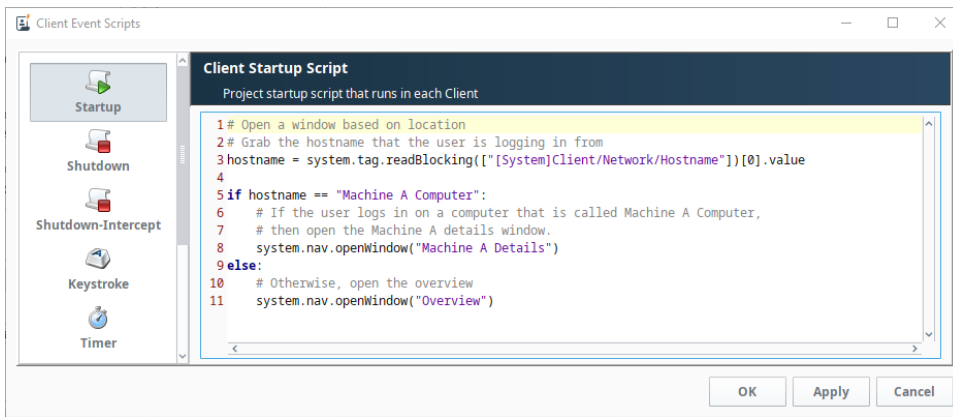 Client Event Scripts
Startup
Shutdown
Shutdown-Intercept
Keystroke
Timer
Client Startup Script
Project startup script that runs in each Client
1 # Open a window based on location
2 # Grab the hostname that the user is logging in from
3 hostname = system.tag.readBlocking(["[System]Client/Network/Hostname"])[0].value
4
5 if hostname == "Machine A Computer":
6     # If the user logs in on a computer that is called Machine A Computer,
7     # then open the Machine A details window.
8     system.nav.openWindow("Machine A Details")
9 else:
10     # Otherwise, open the overview
11     system.nav.openWindow("Overview")
OK
Apply
Cancel